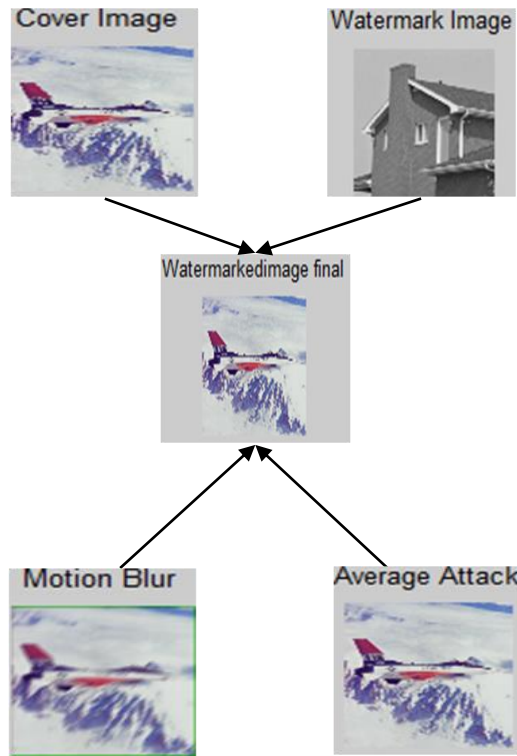 Cover Image
Watermark Image
Watermarkedimage final
Motion Blur
Average Attack